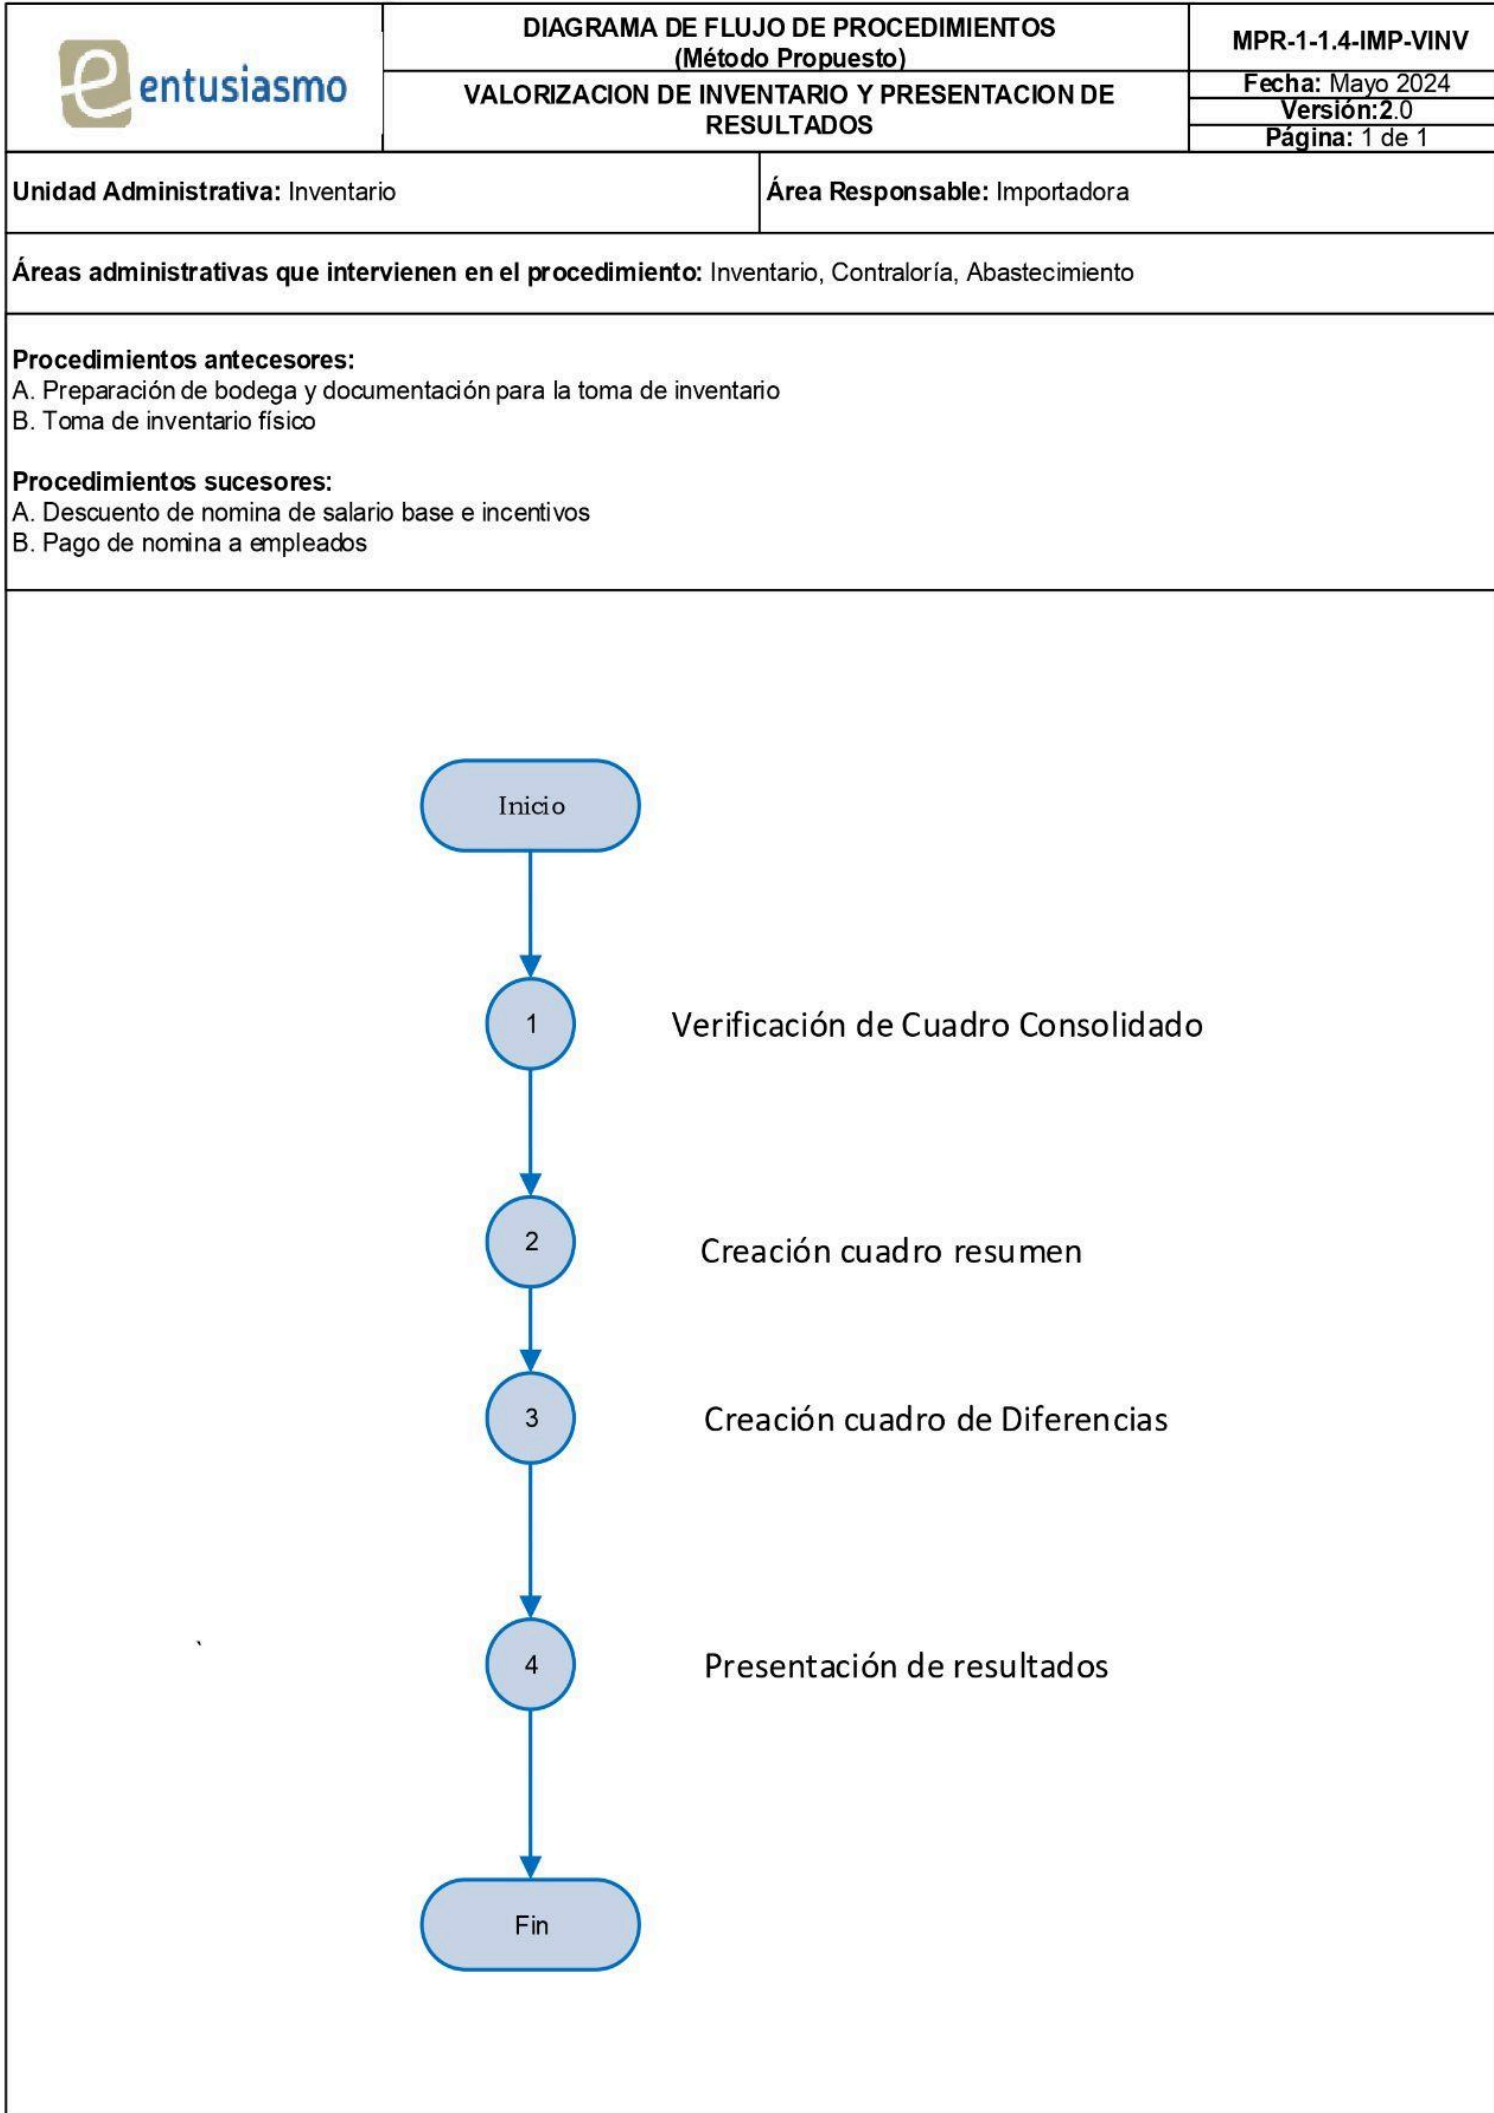 entusiasmo
DIAGRAMA DE FLUJO DE PROCEDIMIENTOS
(Método Propuesto)
VALORIZACION DE INVENTARIO Y PRESENTACION DE
RESULTADOS
MPR-1-1.4-IMP-VINV
Fecha: Mayo 2024
Versión:2.0
Página: 1 de 1
Unidad Administrativa: Inventario
Área Responsable: Importadora
Áreas administrativas que intervienen en el procedimiento: Inventario, Contraloría, Abastecimiento
Procedimientos antecesores:
A. Preparación de bodega y documentación para la toma de inventario
B. Toma de inventario físico
Procedimientos sucesores:
A. Descuento de nomina de salario base e incentivos
B. Pago de nomina a empleados
Inicio
1 Verificación de Cuadro Consolidado
2 Creación cuadro resumen
3 Creación cuadro de Diferencias
4 Presentación de resultados
Fin